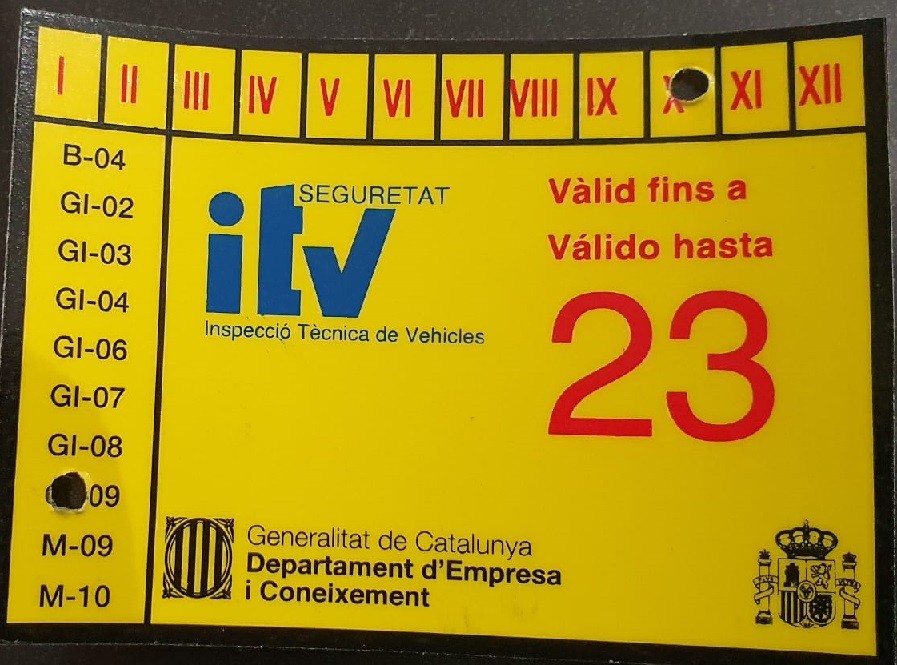 I II III IV V VI VII VIII IX X XI XII
B-04
GI-02
GI-03
GI-04
GI-06
GI-07
GI-08
09
M-09
M-10
SEGURETAT
itv
Inspecció Tècnica de Vehicles
Vàlid fins a
Válido hasta
23
Generalitat de Catalunya
Departament d'Empresa
i Coneixement